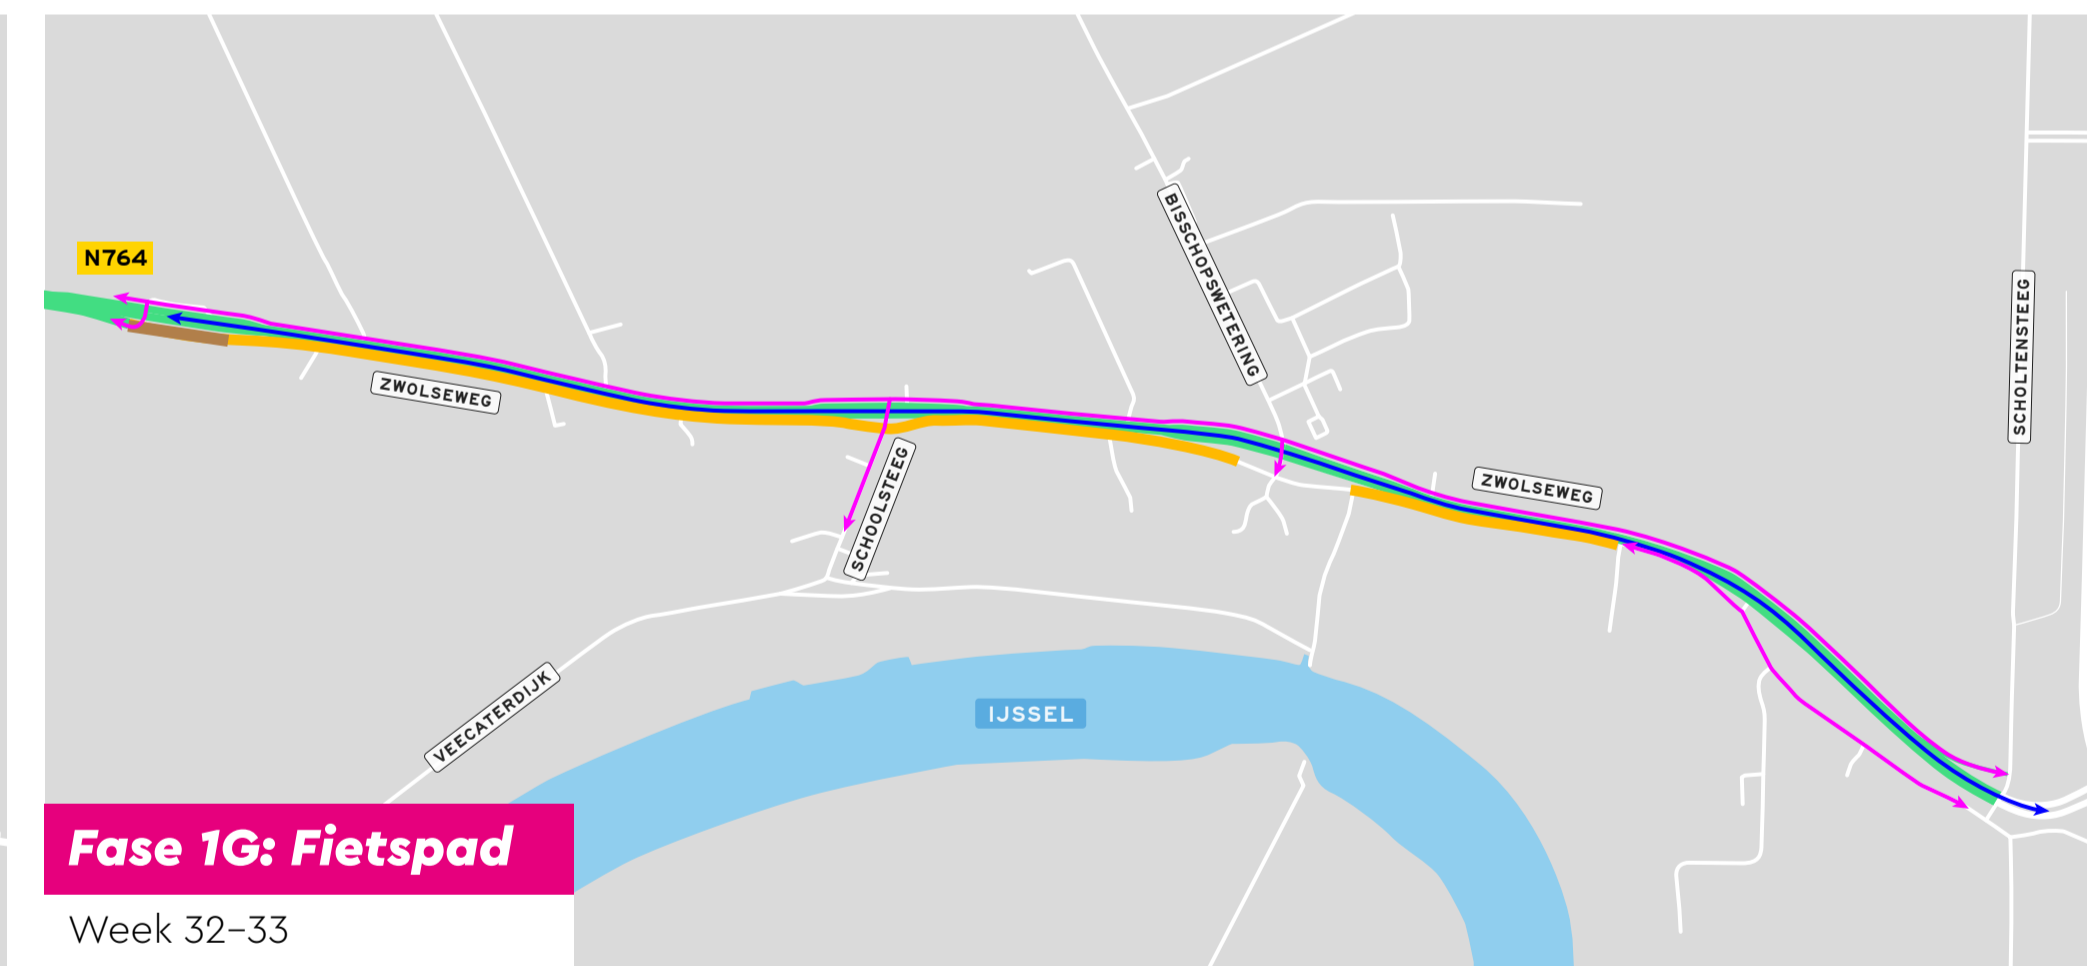 N764
ZWOLSEWEG
BISSCHOPSWETERING
SCHOLTENSTEEG
SCHOOLSTEEG
ZWOLSEWEG
VEECATERDIJK
IJSSEL
Fase 1G: Fietspad
Week 32–33